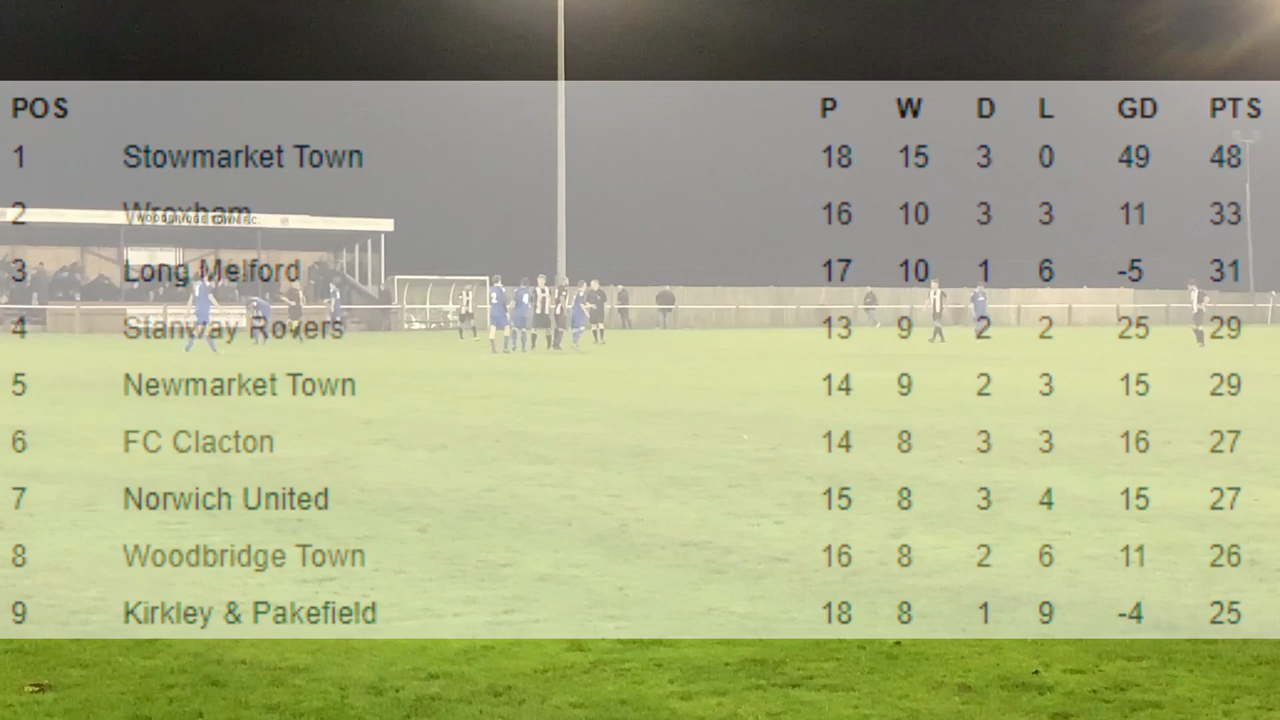 POS P W D L GD PTS
1 Stowmarket Town 18 15 3 0 49 48
2 Wroxham 16 10 3 3 11 33
WOODBRIDGE TOWN F.C.
3 Long Melford 17 10 1 6 -5 31
4 Stanway Rovers 13 9 2 2 25 29
5 Newmarket Town 14 9 2 3 15 29
6 FC Clacton 14 8 3 3 16 27
7 Norwich United 15 8 3 4 15 27
8 Woodbridge Town 16 8 2 6 11 26
9 Kirkley & Pakefield 18 8 1 9 -4 25